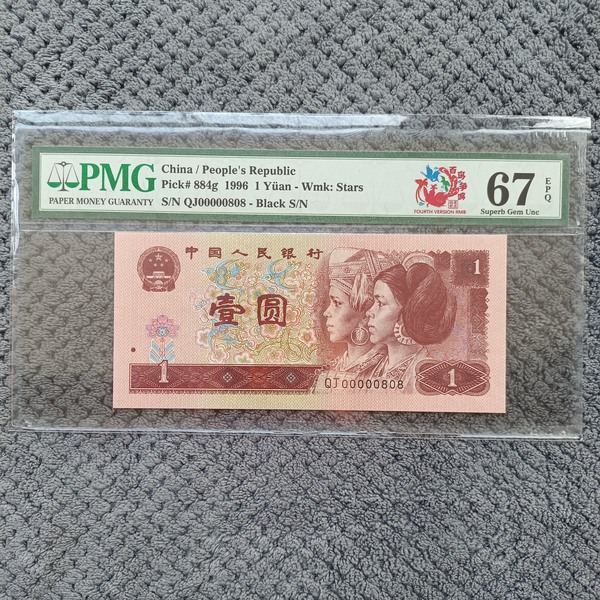 PMG
PAPER MONEY GUARANTY
China / People's Republic
Pick# 884g 1996 1 Yüan - Wmk: Stars
S/N QJ00000808 - Black S/N
FOURTH VERSION RMB
67
EPQ
Superb Gem Unc
中国人民银行
1
壹圆
1
QJ00000808
1